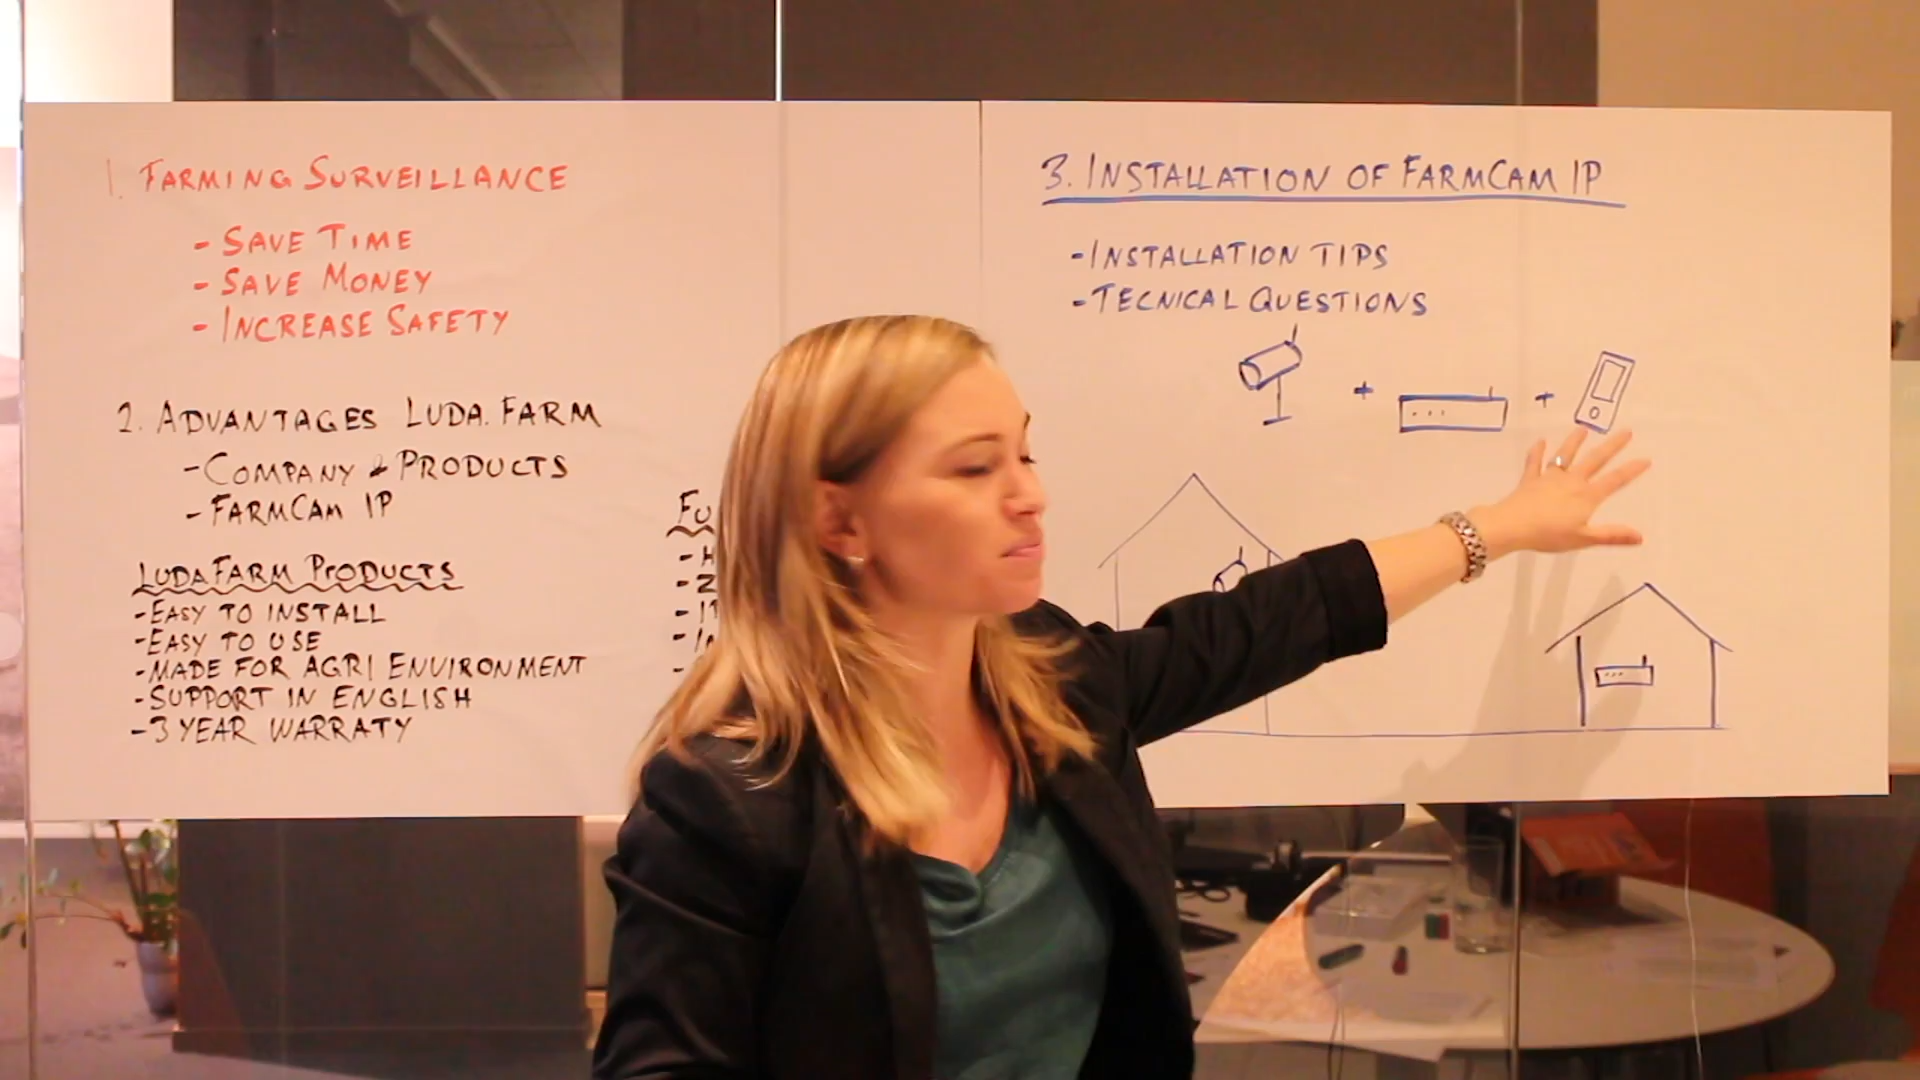 1. FARMING SURVEILLANCE
- SAVE TIME
- SAVE MONEY
- INCREASE SAFETY
2. ADVANTAGES LUDA.FARM
- COMPANY & PRODUCTS
- FARMCAM IP
LUDAFARM PRODUCTS
- EASY TO INSTALL
- EASY TO USE
- MADE FOR AGRI ENVIRONMENT
- SUPPORT IN ENGLISH
- 3 YEAR WARRATY
3. INSTALLATION OF FARMCAM IP
- INSTALLATION TIPS
- TECNICAL QUESTIONS